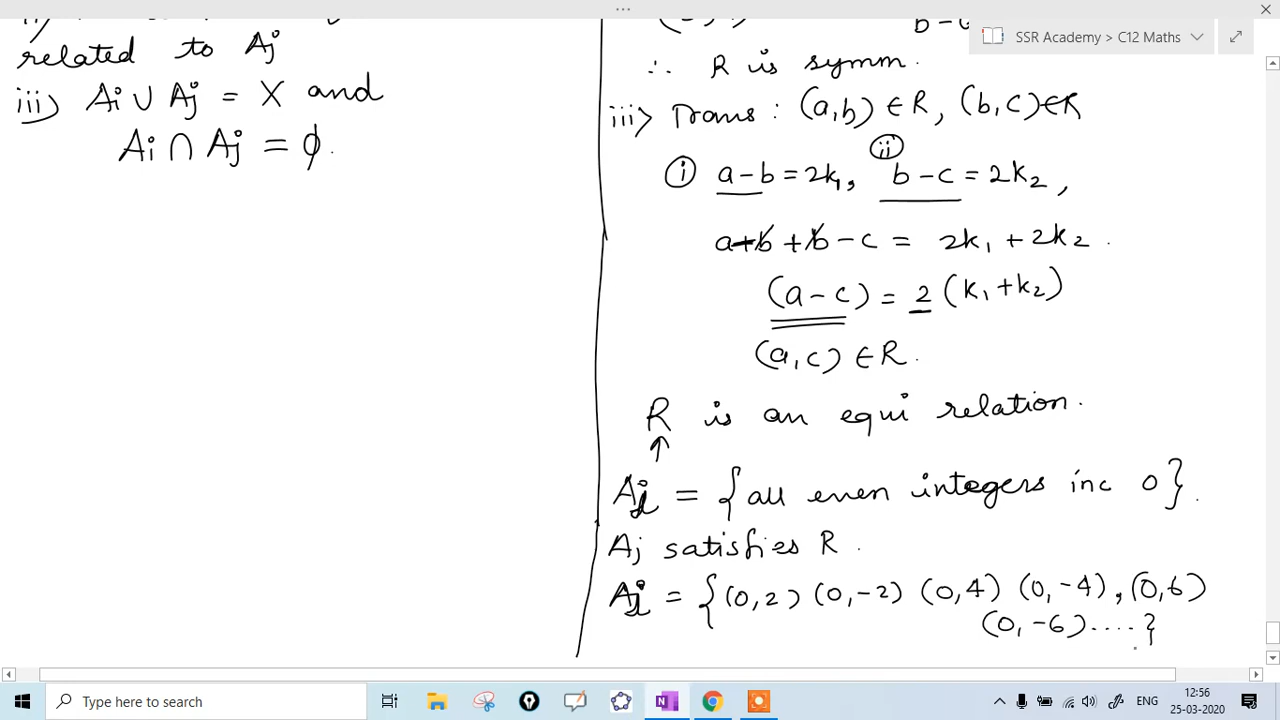 related to Aj
iii) Ai ∪ Aj = X and
Ai ∩ Aj = ϕ.
SSR Academy > C12 Maths
∴ R is symm.
iii) Trans : (a,b) ∈ R, (b,c) ∈ R
i a-b = 2k₁, ii b-c = 2k₂,
a-b+b-c = 2k₁ + 2k₂.
(a-c) = 2 (k₁+k₂)
(a,c) ∈ R.
R is an equi relation.
↑
= {all even integers inc 0}.
Aj satisfies R.
= {(0,2) (0,-2) (0,4) (0,-4), (0,6)
(0,-6)....}
Type here to search
ENG
12:56
25-03-2020